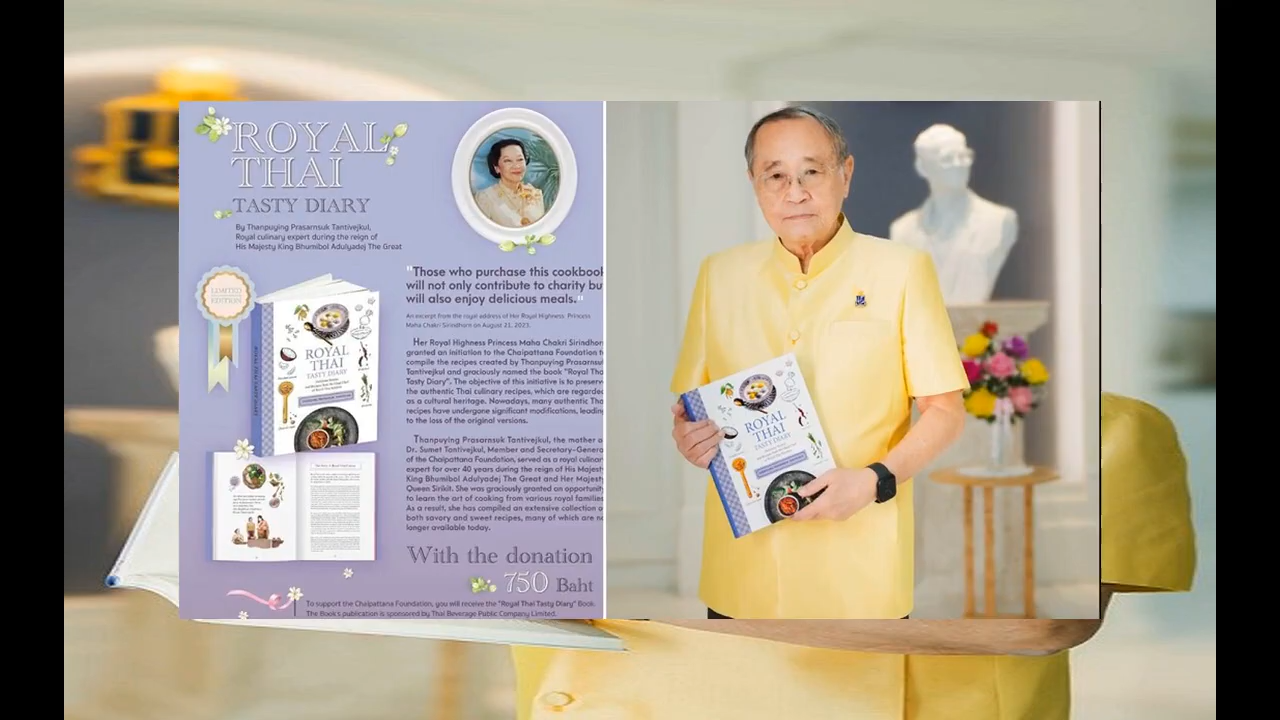 ROYAL
THAI
TASTY DIARY
By Thanpuying Prasarnsuk Tantivejkul,
Royal culinary expert during the reign of
His Majesty King Bhumibol Adulyadej The Great
LIMITED
EDITION
"Those who purchase this cookbook
will not only contribute to charity bu
will also enjoy delicious meals."
An excerpt from the royal address of Her Royal Highness Princess
Maha Chakri Sirindhorn on August 21, 2023.
Her Royal Highness Princess Maha Chakri Sirindhorn
granted an initiation to the Chaipattana Foundation t
compile the recipes created by Thanpuying Prasarnsuk
Tantivejkul and graciously named the book "Royal Tha
Tasty Diary". The objective of this initiative is to preserv
the authentic Thai culinary recipes, which are regarded
as a cultural heritage. Nowadays, many authentic Tha
recipes have undergone significant modifications, leading
to the loss of the original versions.
Thanpuying Prasarnsuk Tantivejkul, the mother o
Dr. Sumet Tantivejkul, Member and Secretary-Genera
of the Chaipattana Foundation, served as a royal culinar
expert for over 40 years during the reign of His Majest
King Bhumibol Adulyadej The Great and Her Majest
Queen Sirikit. She was graciously granted an opportunit
to learn the art of cooking from various royal families
As a result, she has compiled an extensive collection o
both savory and sweet recipes, many of which are no
longer available today.
With the donation
750 Baht
To support the Chaipattana Foundation, you will receive the "Royal Thai Tasty Diary" Book.
The Book's publication is sponsored by Thai Beverage Public Company Limited.
ROYAL
THAI
TASTY DIARY
ROYAL
THAI
TASTY DIARY